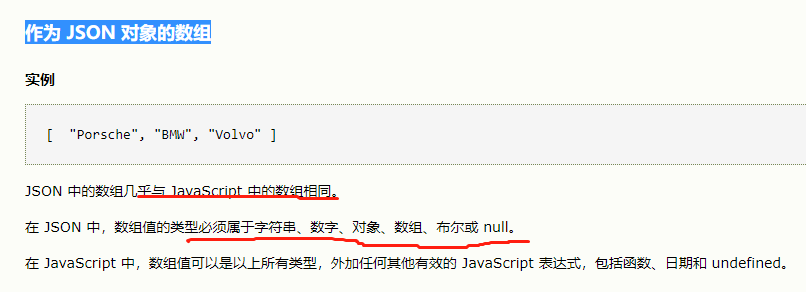 作为 JSON 对象的数组
实例
[  "Porsche", "BMW", "Volvo" ]
JSON 中的数组几乎与 JavaScript 中的数组相同。
在 JSON 中，数组值的类型必须属于字符串、数字、对象、数组、布尔或 null。
在 JavaScript 中，数组值可以是以上所有类型，外加任何其他有效的 JavaScript 表达式，包括函数、日期和 undefined。